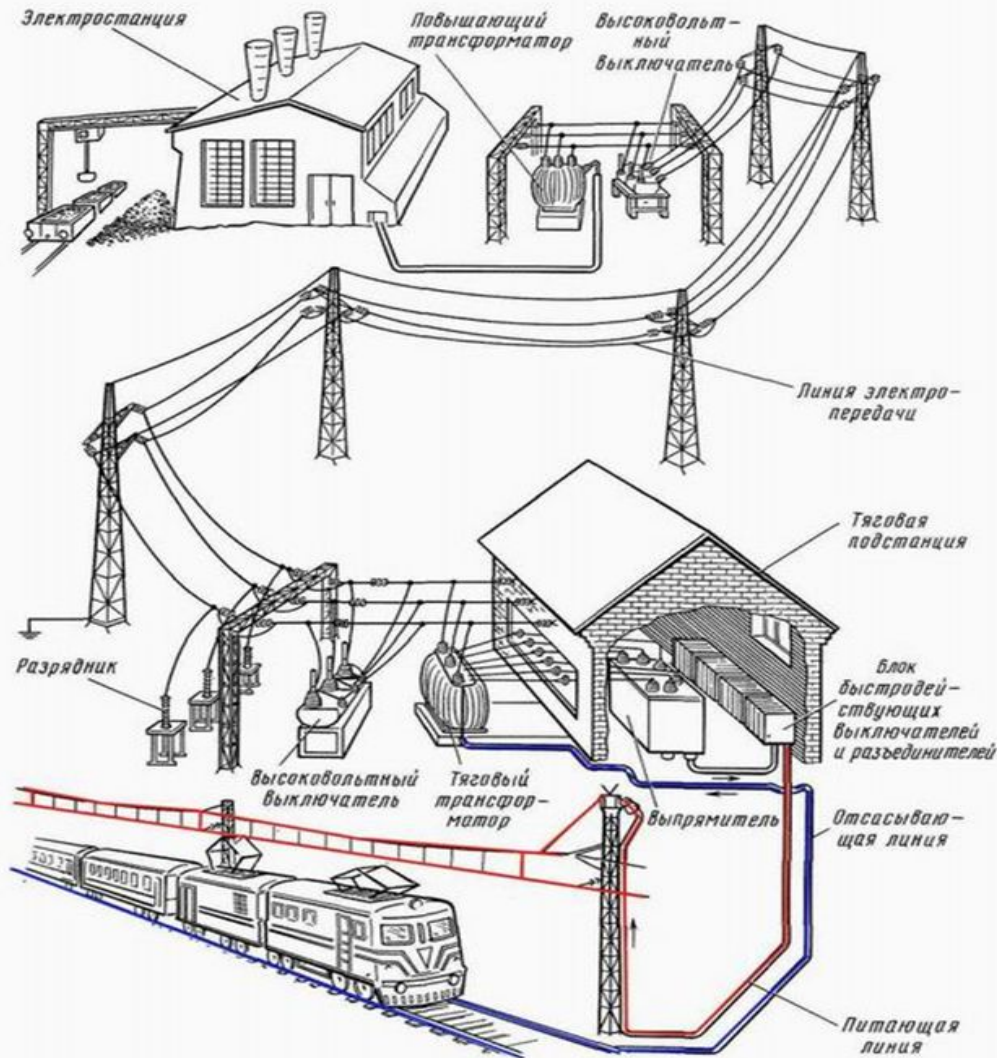 Электростанция
Повышающий
трансформатор
Высоковольт-
ный
выключатель
Линия электро-
передачи
Тяговая
подстанция
Разрядник
Блок
быстродей-
ствующих
выключателей
и разъединителей
Высоковольтный
выключатель
Тяговый
трансфор-
матор
Выпрямитель
Отсасываю-
щая линия
Питающая
линия